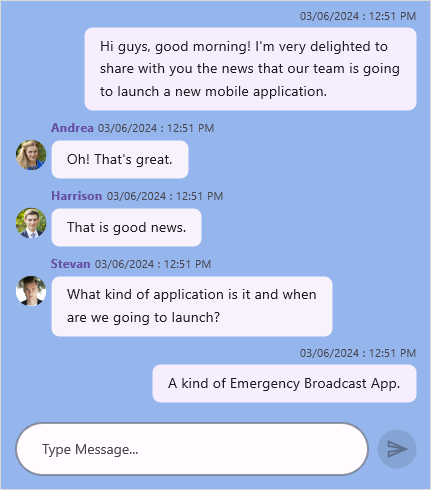 03/06/2024 : 12:51 PM
Hi guys, good morning! I'm very delighted to
share with you the news that our team is going
to launch a new mobile application.
Andrea 03/06/2024 : 12:51 PM
Oh! That's great.
Harrison 03/06/2024 : 12:51 PM
That is good news.
Stevan 03/06/2024 : 12:51 PM
What kind of application is it and when
are we going to launch?
03/06/2024 : 12:51 PM
A kind of Emergency Broadcast App.
Type Message...